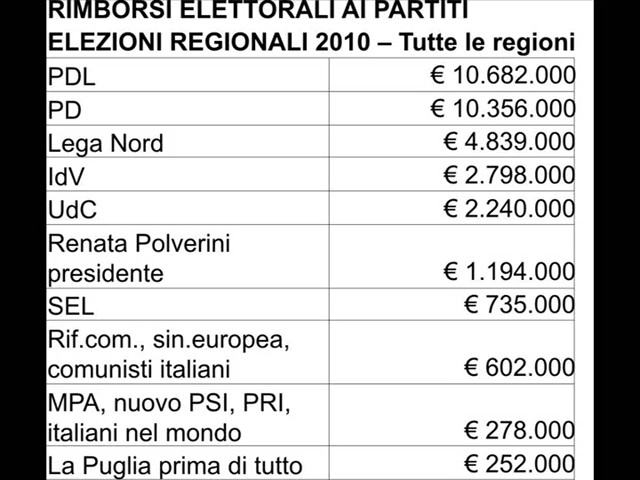 RIMBORSI ELETTORALI AI PARTITI
ELEZIONI REGIONALI 2010 – Tutte le regioni
PDL € 10.682.000
PD € 10.356.000
Lega Nord € 4.839.000
IdV € 2.798.000
UdC € 2.240.000
Renata Polverini
presidente € 1.194.000
SEL € 735.000
Rif.com., sin.europea,
comunisti italiani € 602.000
MPA, nuovo PSI, PRI,
italiani nel mondo € 278.000
La Puglia prima di tutto € 252.000